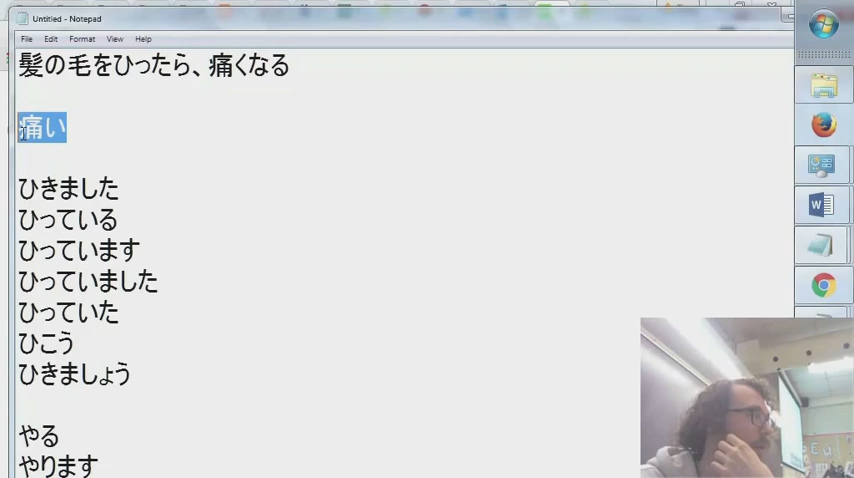 Untitled - Notepad
File Edit Format View Help
髪の毛をひったら、痛くなる
痛い
ひきました
ひっている
ひっています
ひっていました
ひっていた
ひこう
ひきましょう
やる
やります